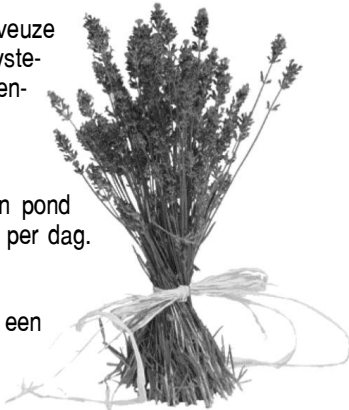 veuze
yste-
en-
n pond
per dag.
een